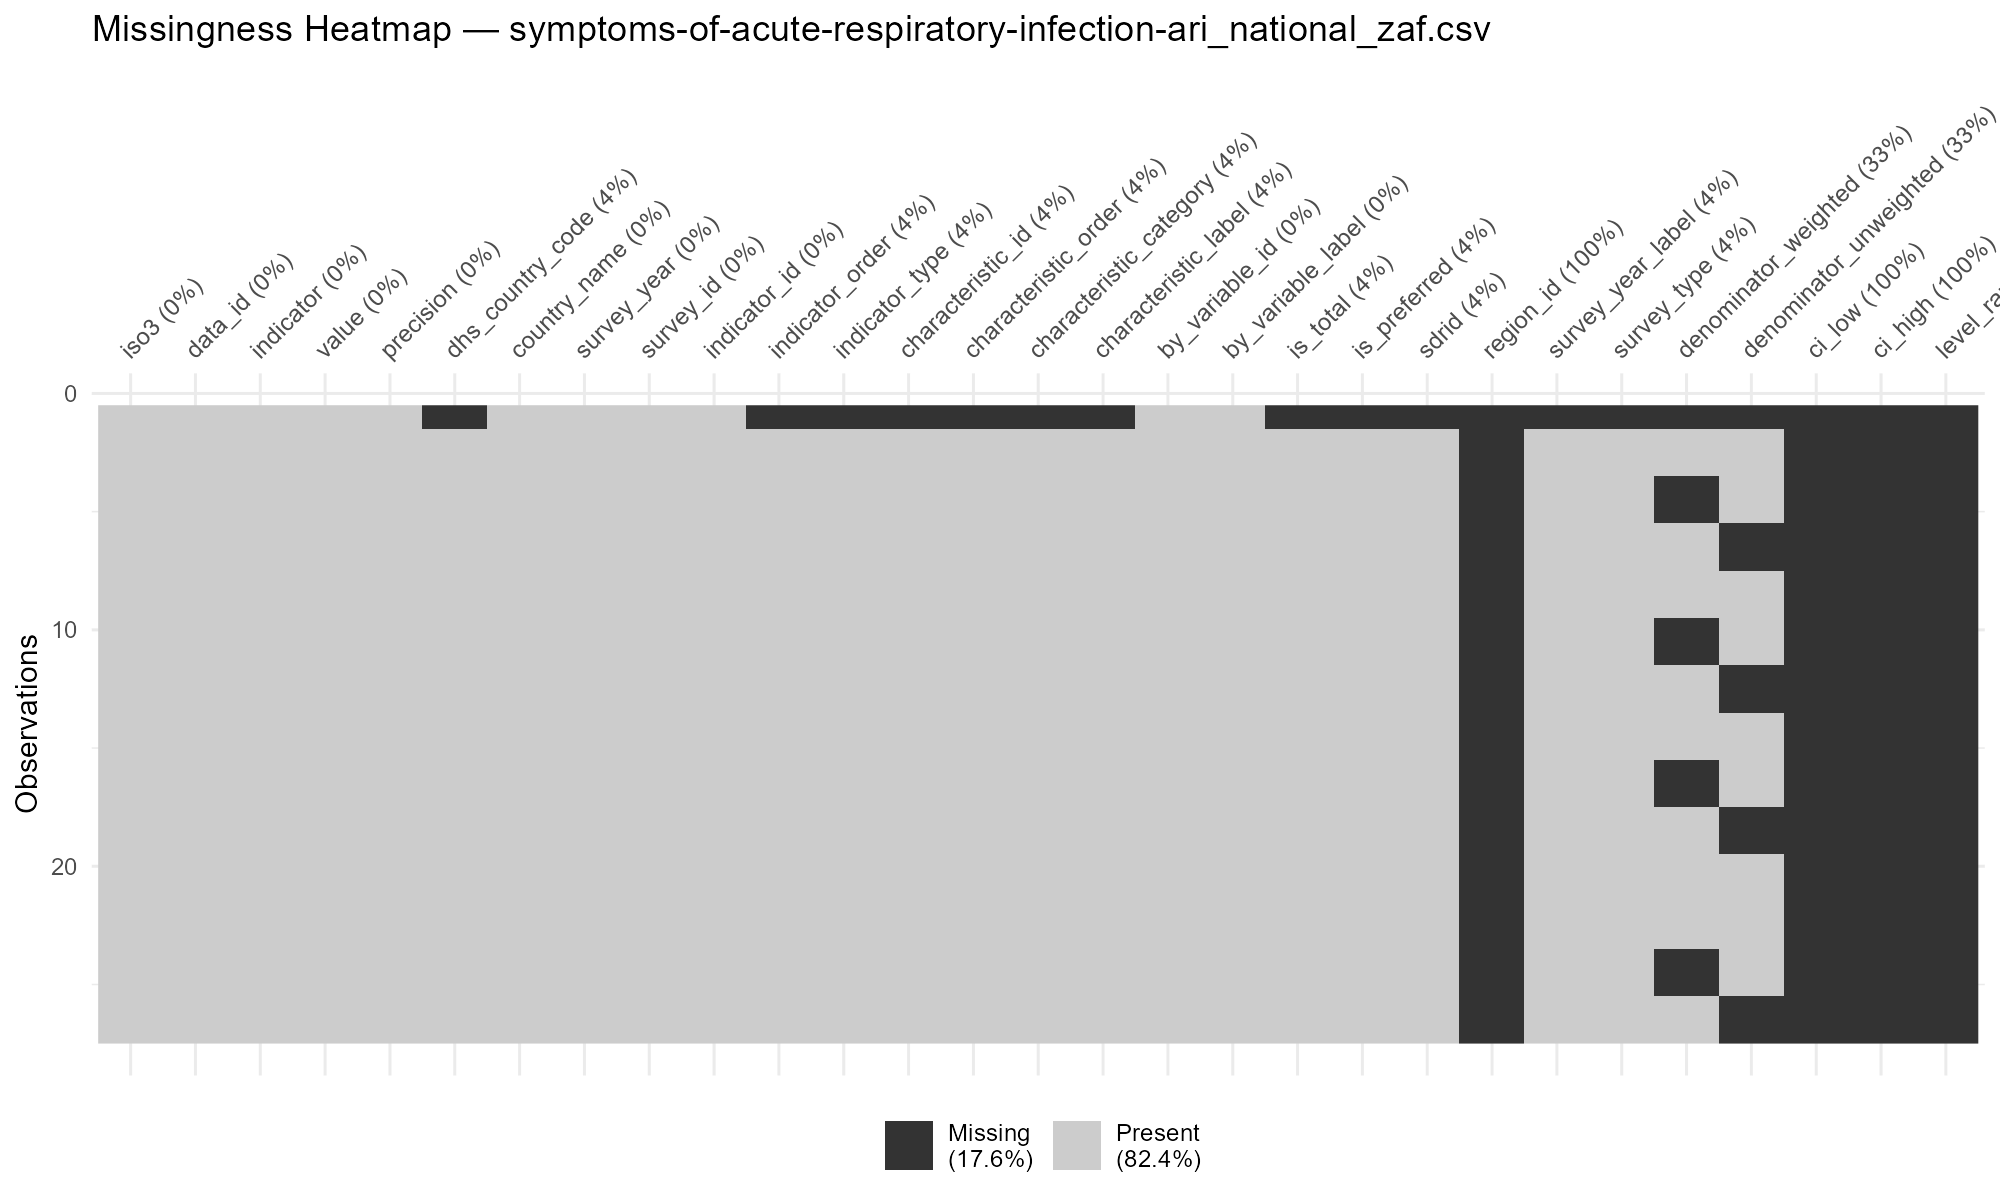 Missingness Heatmap — symptoms-of-acute-respiratory-infection-ari_national_zaf.csv
iso3 (0%)
data_id (0%)
indicator (0%)
value (0%)
precision (0%)
dhs_country_code (4%)
country_name (0%)
survey_year (0%)
survey_id (0%)
indicator_id (0%)
indicator_order (4%)
indicator_type (4%)
characteristic_id (4%)
characteristic_order (4%)
characteristic_category (4%)
characteristic_label (4%)
by_variable_id (0%)
by_variable_label (0%)
is_total (4%)
is_preferred (4%)
sdrid (4%)
region_id (100%)
survey_year_label (4%)
survey_type (4%)
denominator_weighted (33%)
denominator_unweighted (33%)
ci_low (100%)
ci_high (100%)
0
10
20
Observations
Missing
(17.6%)
Present
(82.4%)